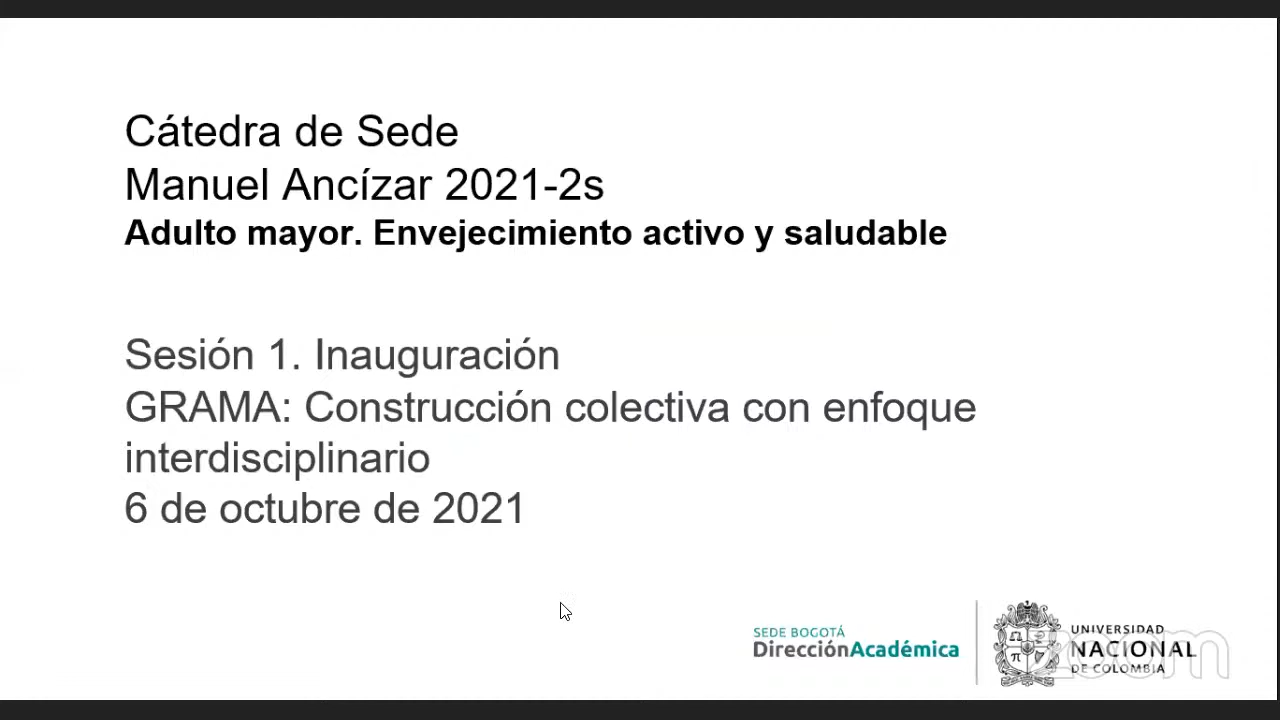 Cátedra de Sede
Manuel Ancízar 2021-2s
Adulto mayor. Envejecimiento activo y saludable
Sesión 1. Inauguración
GRAMA: Construcción colectiva con enfoque
interdisciplinario
6 de octubre de 2021
SEDE BOGOTÁ
DirecciónAcadémica
UNIVERSIDAD
NACIONAL
DE COLOMBIA
zoom